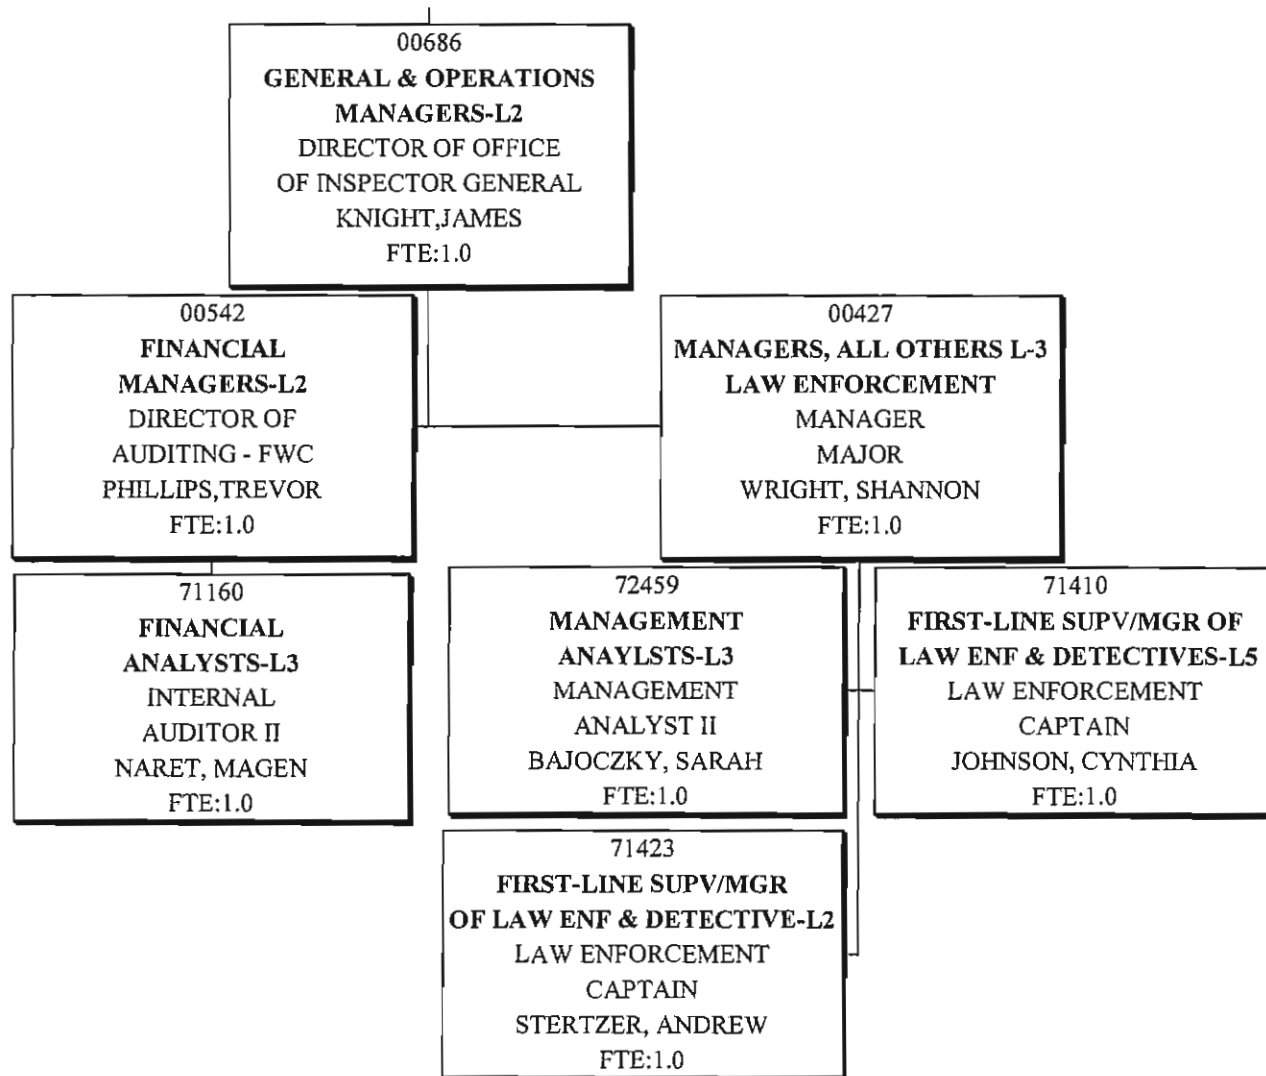 00686
GENERAL & OPERATIONS
MANAGERS-L2
DIRECTOR OF OFFICE
OF INSPECTOR GENERAL
KNIGHT,JAMES
FTE:1.0
00542
FINANCIAL
MANAGERS-L2
DIRECTOR OF
AUDITING - FWC
PHILLIPS,TREVOR
FTE:1.0
00427
MANAGERS, ALL OTHERS L-3
LAW ENFORCEMENT
MANAGER
MAJOR
WRIGHT, SHANNON
FTE:1.0
71160
FINANCIAL
ANALYSTS-L3
INTERNAL
AUDITOR II
NARET, MAGEN
FTE:1.0
72459
MANAGEMENT
ANAYLSTS-L3
MANAGEMENT
ANALYST II
BAJOCZKY, SARAH
FTE:1.0
71410
FIRST-LINE SUPV/MGR OF
LAW ENF & DETECTIVES-L5
LAW ENFORCEMENT
CAPTAIN
JOHNSON, CYNTHIA
FTE:1.0
71423
FIRST-LINE SUPV/MGR
OF LAW ENF & DETECTIVE-L2
LAW ENFORCEMENT
CAPTAIN
STERTZER, ANDREW
FTE:1.0